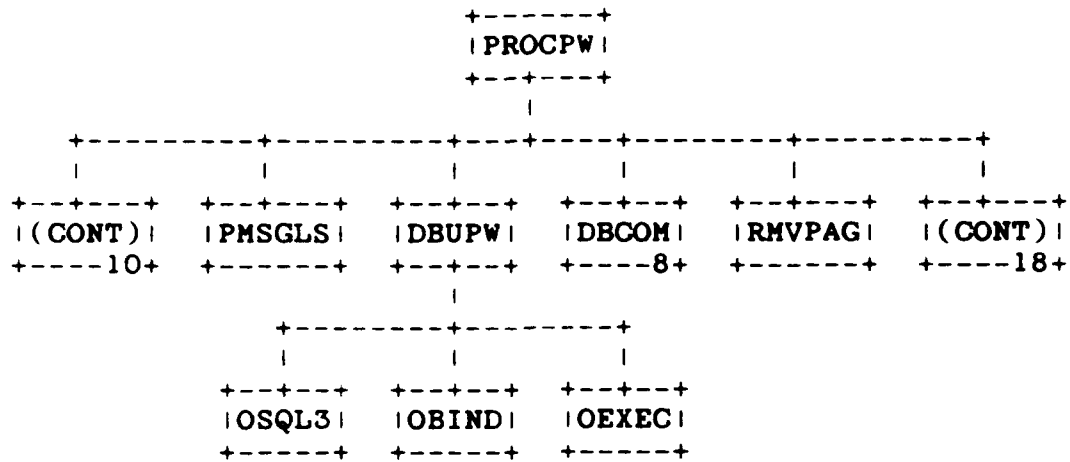 PROCPW
(CONT) PMSGLS DBUPW DBCOM RMVPAG (CONT)
10 8 18
OSQL3 OBIND OEXEC